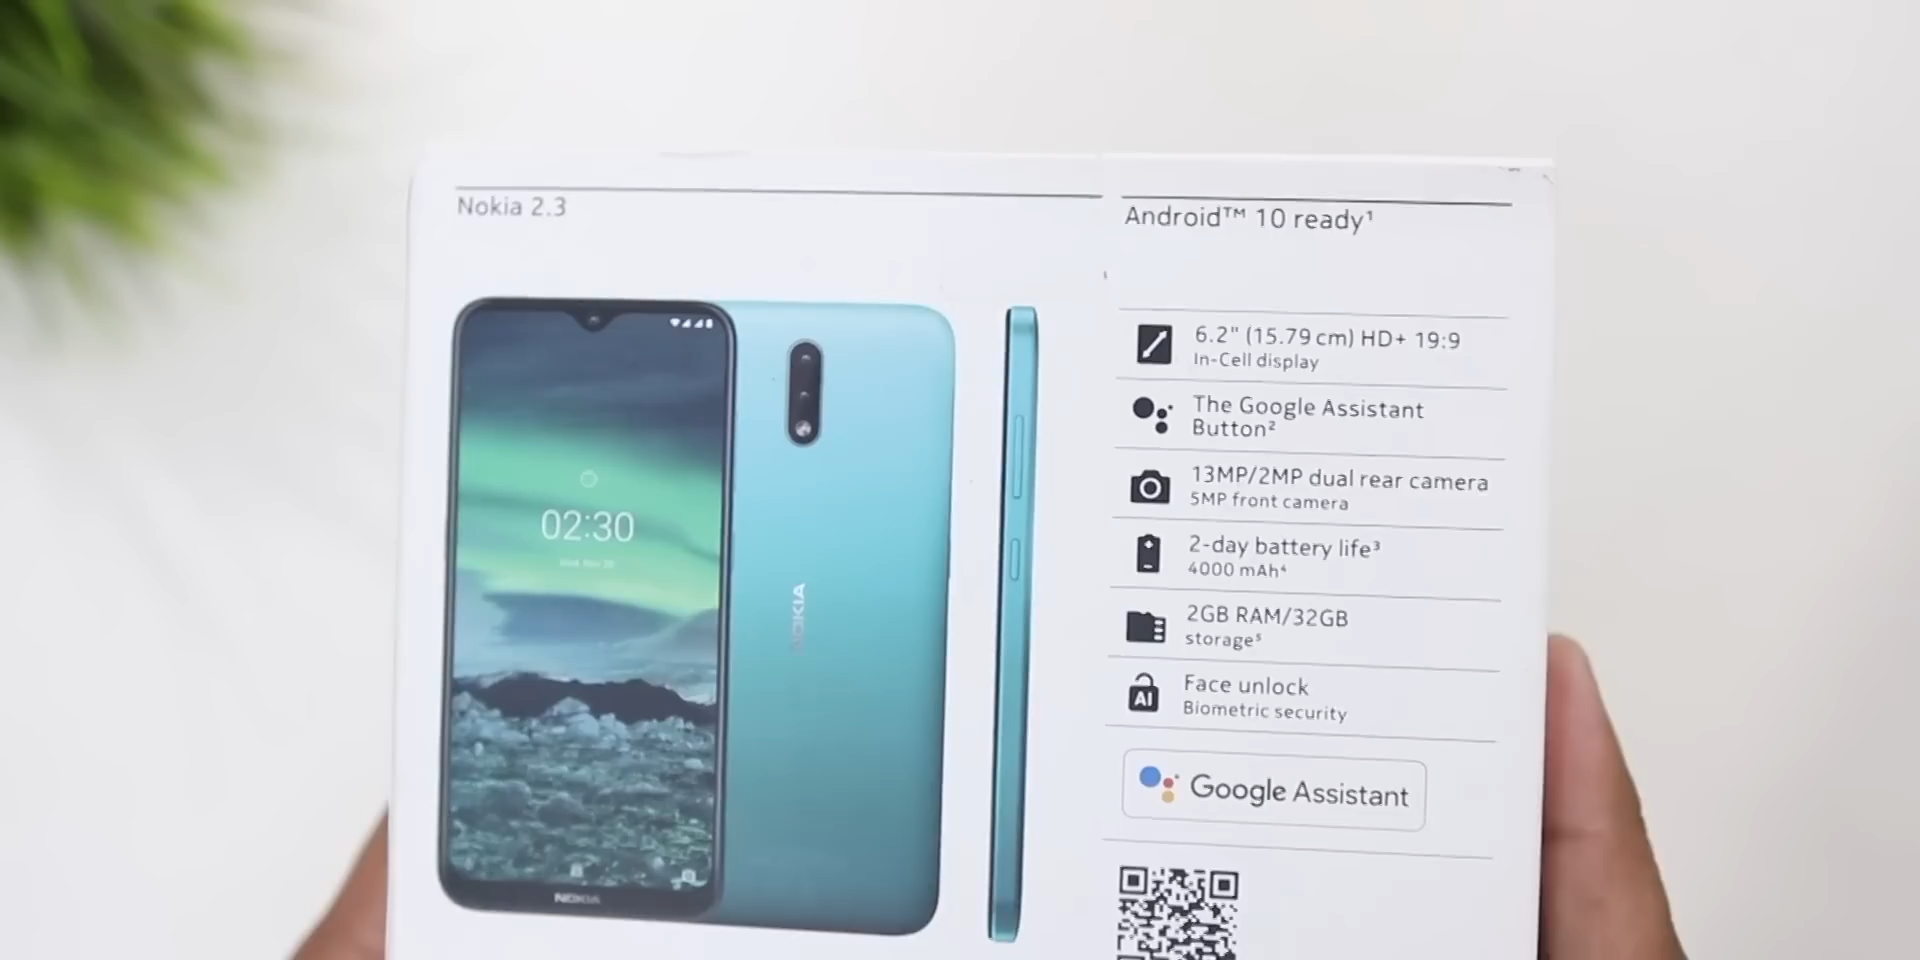 Nokia 2.3
Android™ 10 ready¹
02:30
NOKIA
NOKIA
6.2" (15.79 cm) HD+ 19:9
In-Cell display
The Google Assistant
Button²
13MP/2MP dual rear camera
5MP front camera
2-day battery life³
4000 mAh⁴
2GB RAM/32GB
storage⁵
AI
Face unlock
Biometric security
Google Assistant